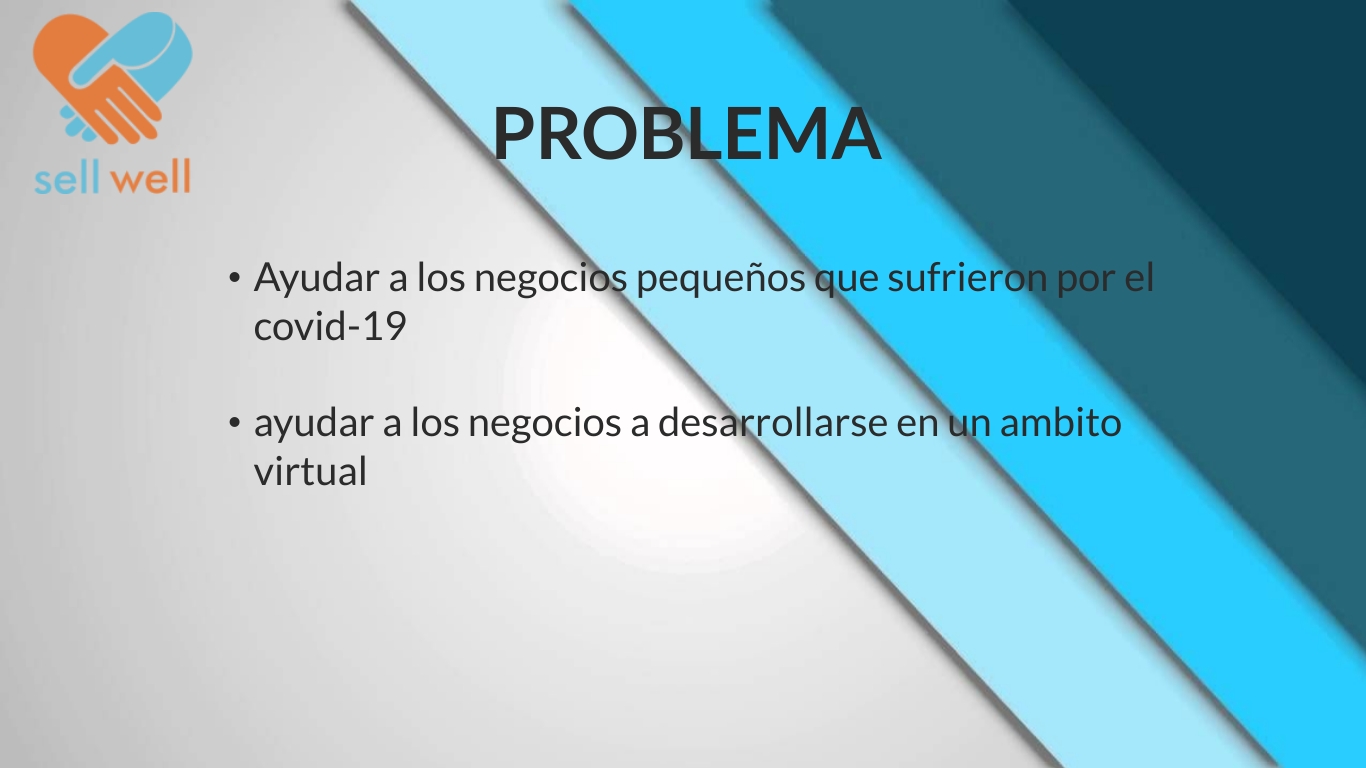 sell well
PROBLEMA
• Ayudar a los negocios pequeños que sufrieron por el
covid-19
• ayudar a los negocios a desarrollarse en un ambito
virtual